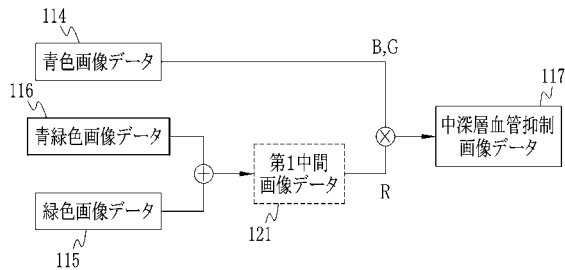 114
青色画像データ
B,G
116
青緑色画像データ
117
中深層血管抑制
画像データ
第1中間
画像データ
R
121
緑色画像データ
115